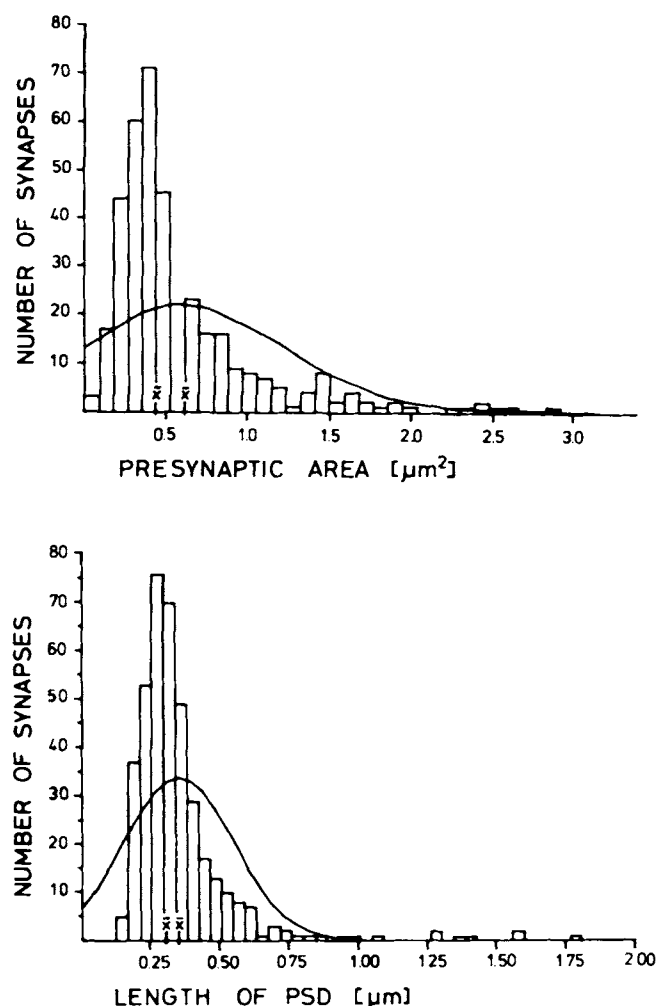 80
70
60
50
40
30
20
10
NUMBER OF SYNAPSES
0.5 1.0 1.5 2.0 2.5 3.0
PRESYNAPTIC AREA [µm²]
80
70
60
50
40
30
20
10
NUMBER OF SYNAPSES
0.25 0.50 0.75 1.00 1.25 1.50 1.75 2.00
LENGTH OF PSD [µm]